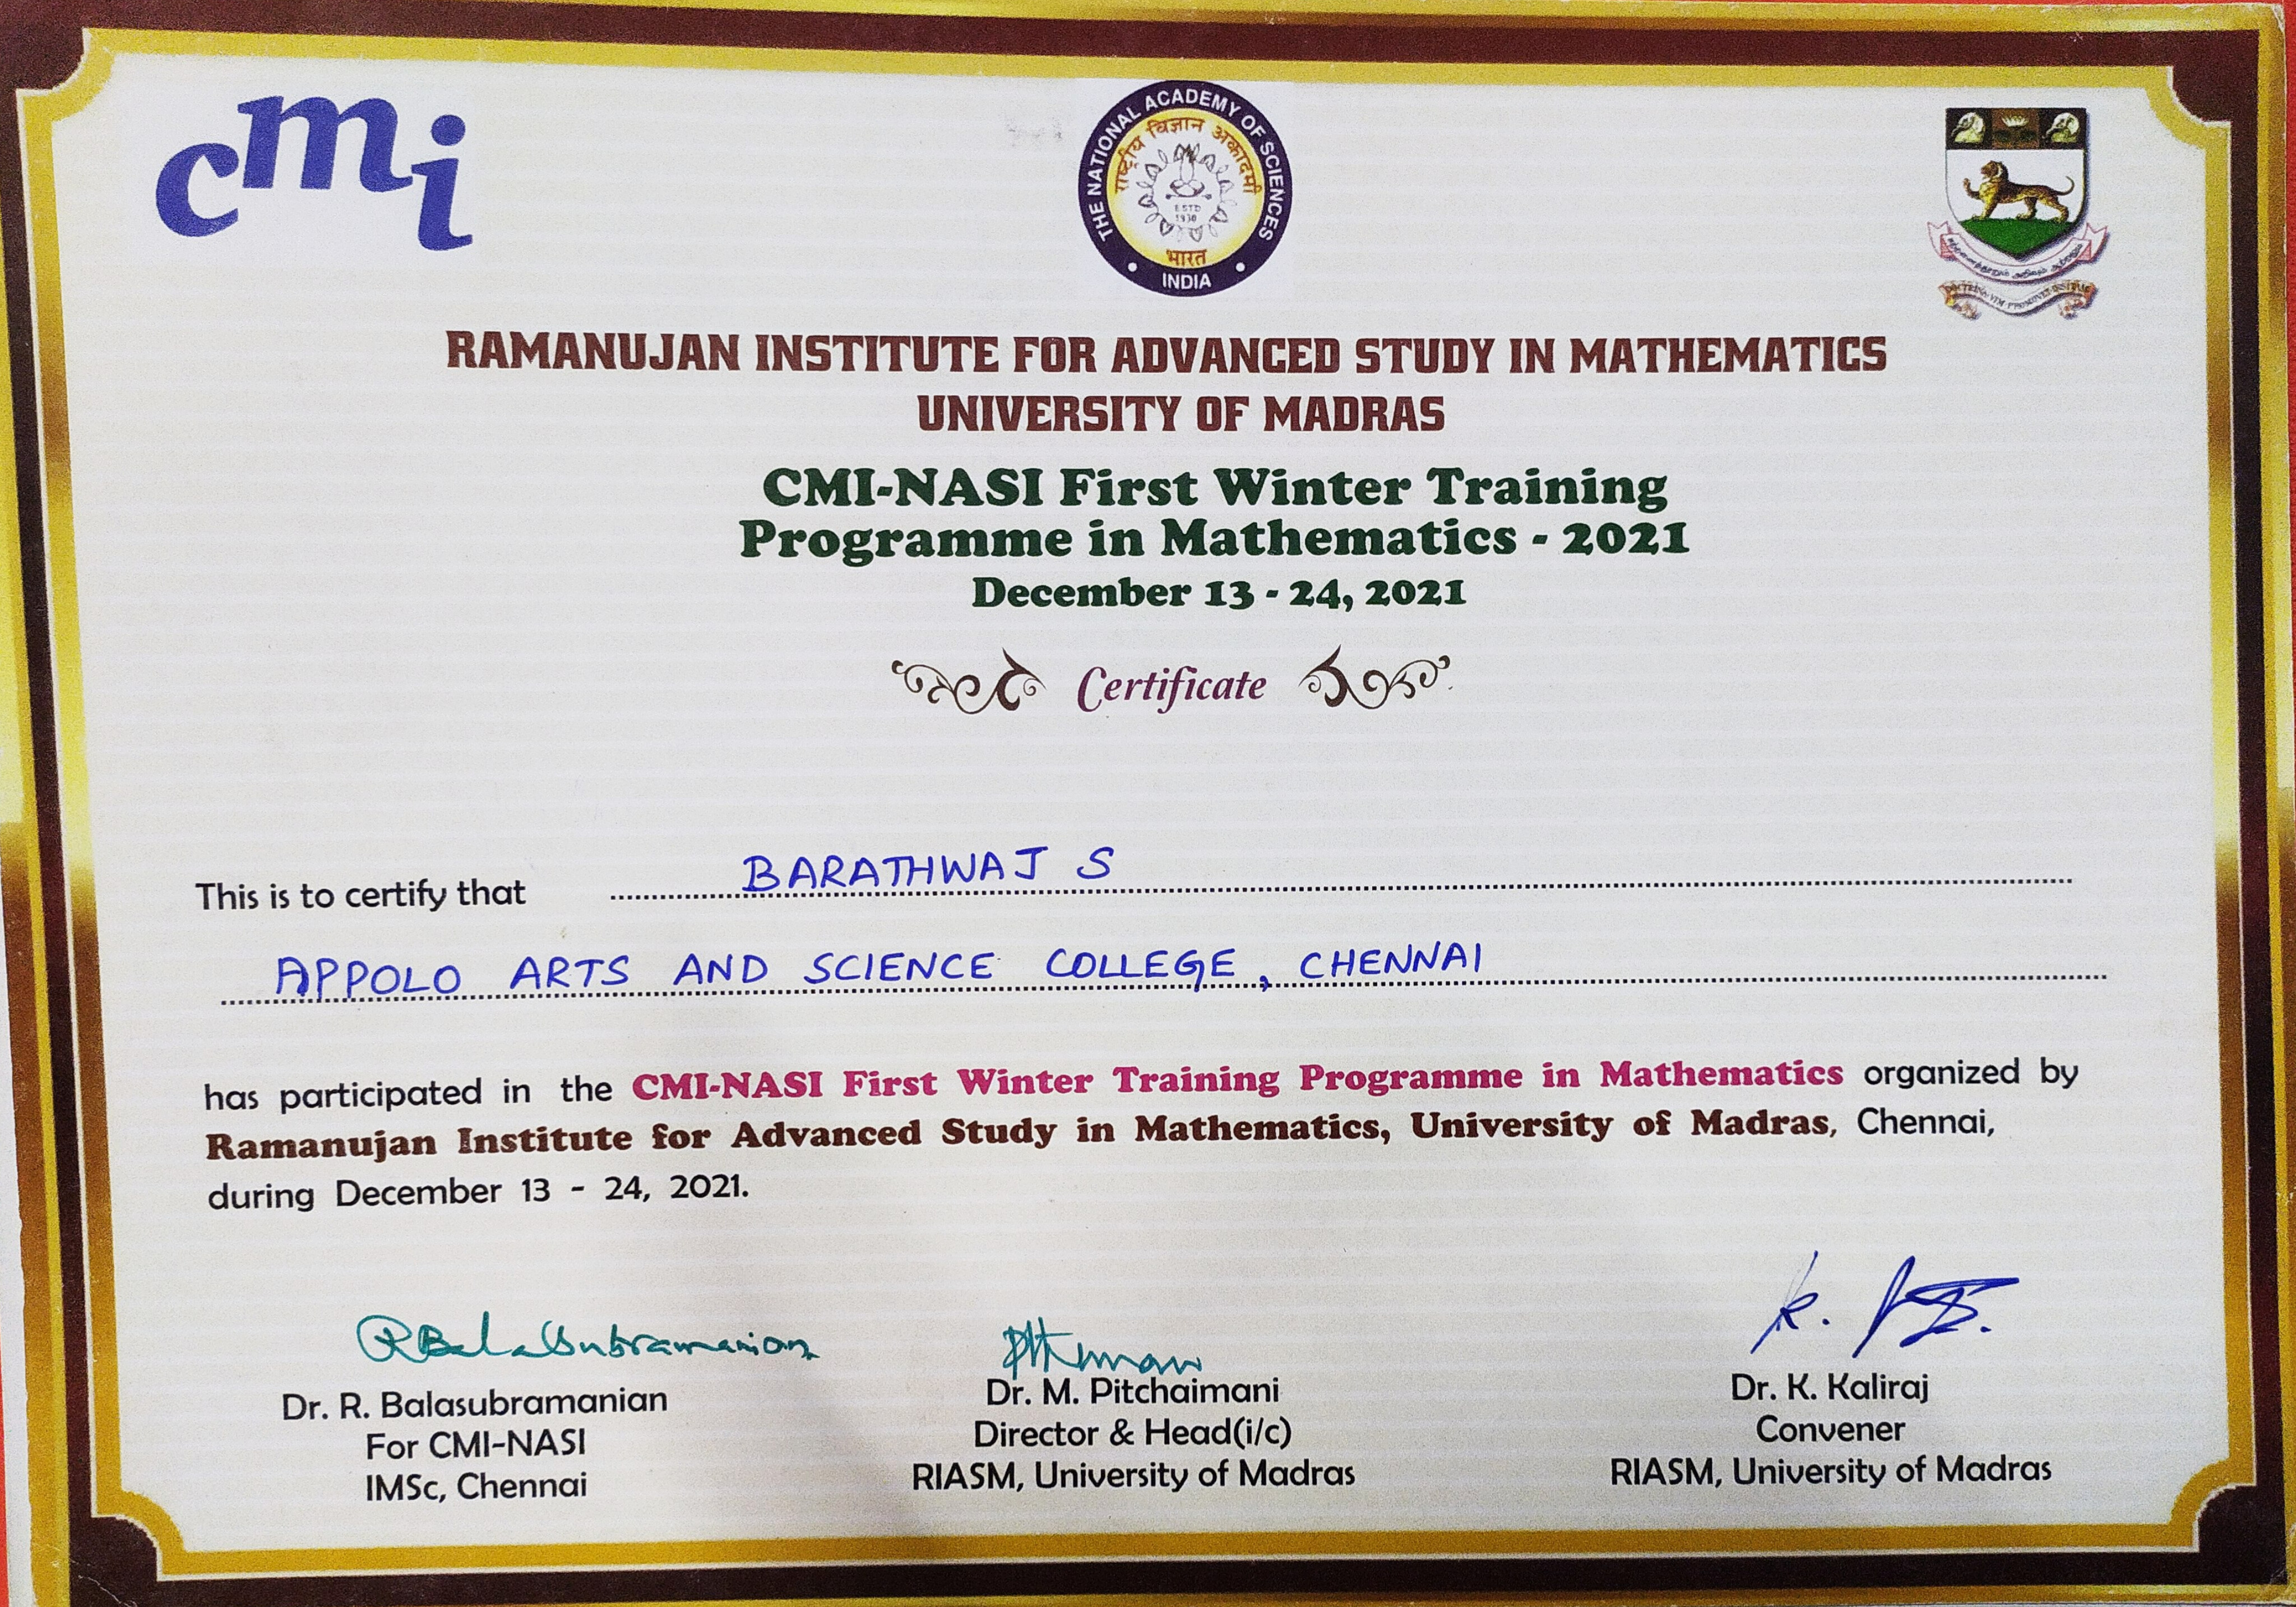 cmi
THE NATIONAL ACADEMY OF SCIENCES
राष्ट्रीय विज्ञान अकादमी
ESTD
1930
भारत
INDIA
RAMANUJAN INSTITUTE FOR ADVANCED STUDY IN MATHEMATICS
UNIVERSITY OF MADRAS
CMI-NASI First Winter Training
Programme in Mathematics - 2021
December 13 - 24, 2021
Certificate
This is to certify that BARATHWAJ S
APPOLO ARTS AND SCIENCE COLLEGE, CHENNAI
has participated in the CMI-NASI First Winter Training Programme in Mathematics organized by
Ramanujan Institute for Advanced Study in Mathematics, University of Madras, Chennai,
during December 13 - 24, 2021.
RBalasubramanian
Dr. R. Balasubramanian
For CMI-NASI
IMSc, Chennai
Dr. M. Pitchaimani
Director & Head(i/c)
RIASM, University of Madras
Dr. K. Kaliraj
Convener
RIASM, University of Madras